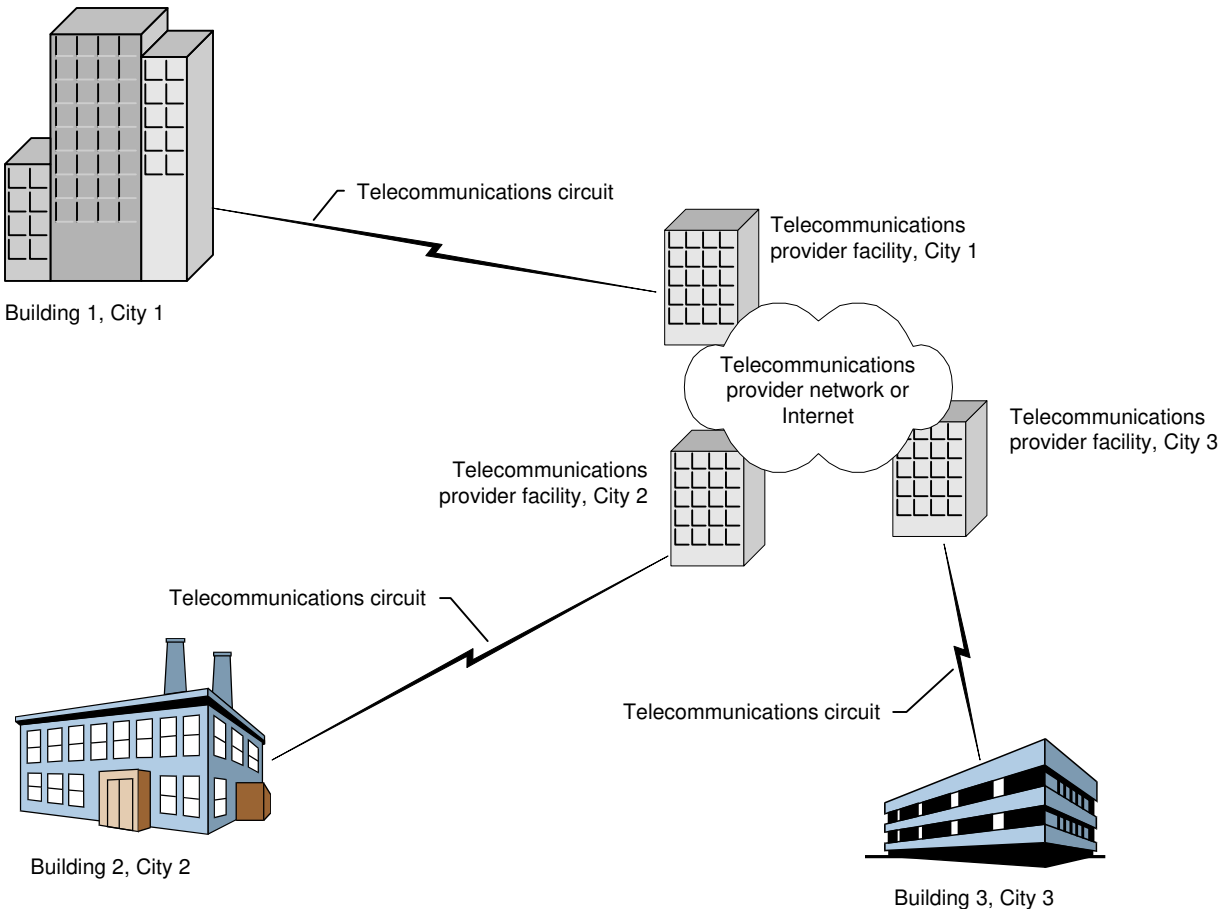 Telecommunications circuit
Telecommunications
provider facility, City 1
Building 1, City 1
Telecommunications
provider network or
Internet
Telecommunications
provider facility, City 3
Telecommunications
provider facility, City 2
Telecommunications circuit
Telecommunications circuit
Building 2, City 2
Building 3, City 3